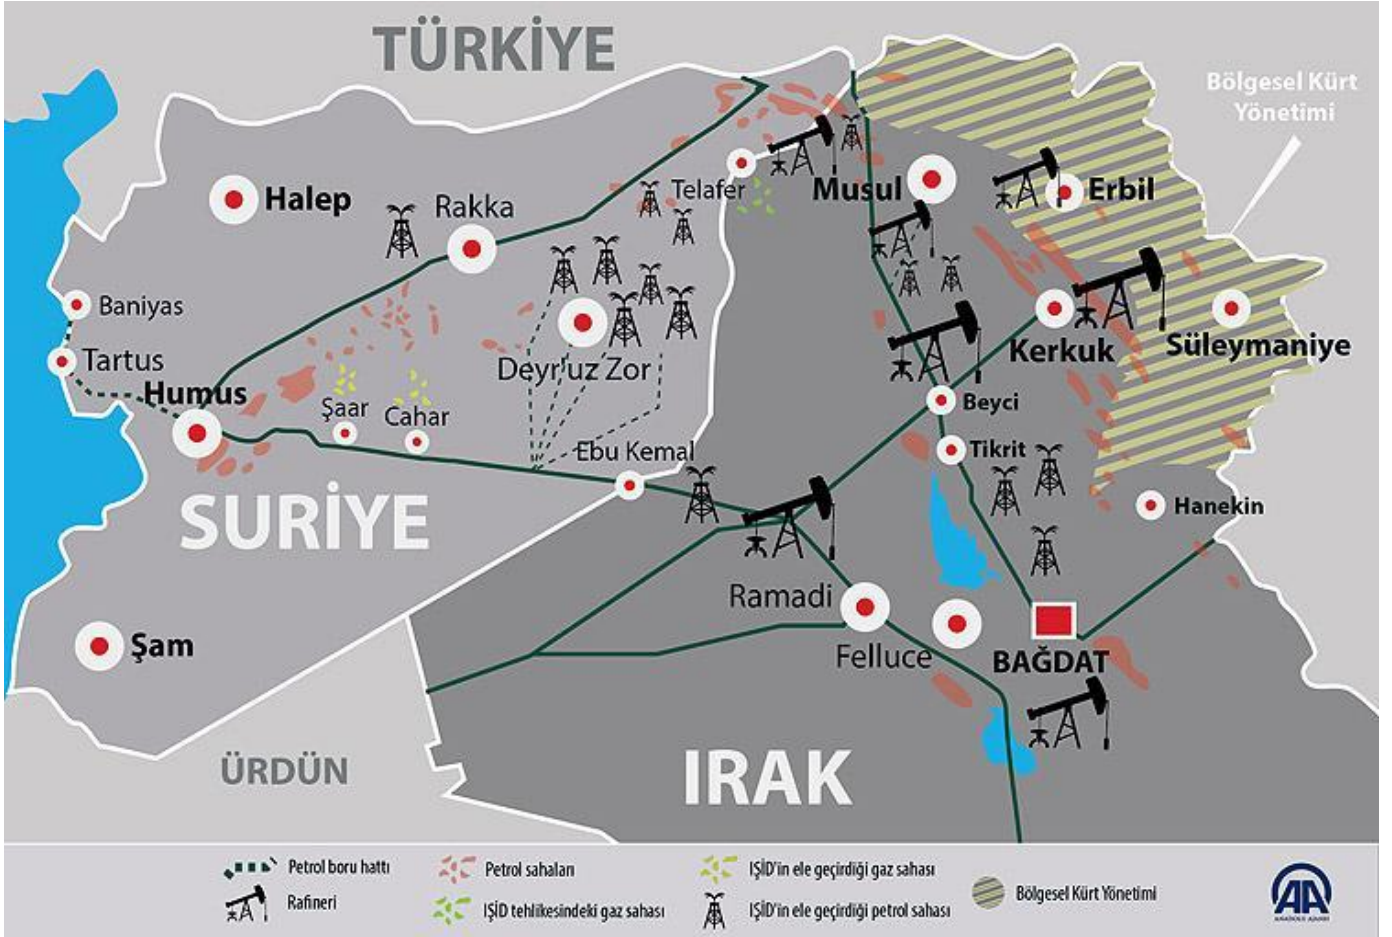 TÜRKİYE
Bölgesel Kürt
Yönetimi
Halep
Rakka
Telafer
Musul
Erbil
Baniyas
Tartus
Humus
Şaar
Cahar
Deyr'uz Zor
Kerkuk
Süleymaniye
Beyci
Tikrit
Ebu Kemal
Hanekin
SURİYE
Şam
Ramadi
Felluce
BAĞDAT
ÜRDÜN
IRAK
Petrol boru hattı
Petrol sahaları
IŞİD'in ele geçirdiği gaz sahası
Rafineri
IŞİD tehlikesindeki gaz sahası
IŞİD'in ele geçirdiği petrol sahası
Bölgesel Kürt Yönetimi
AA
ANADOLU AJANSI